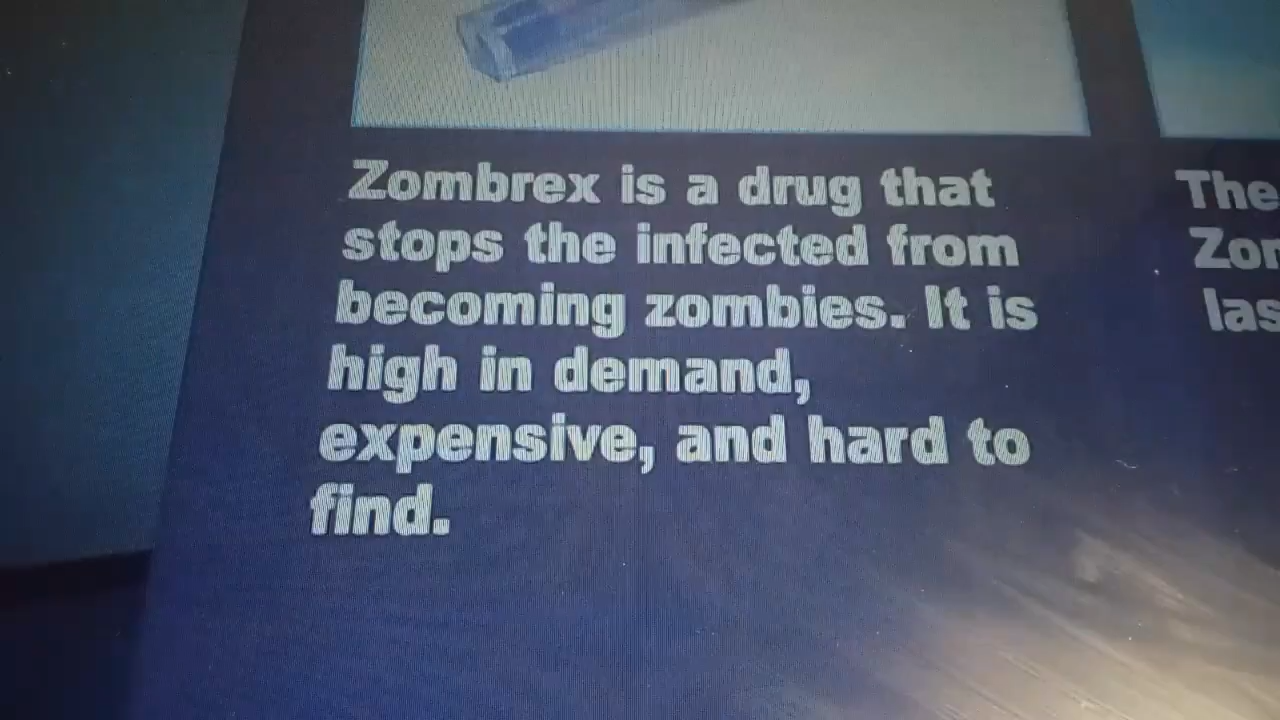 Zombrex is a drug that
stops the infected from
becoming zombies. It is
high in demand,
expensive, and hard to
find.
The